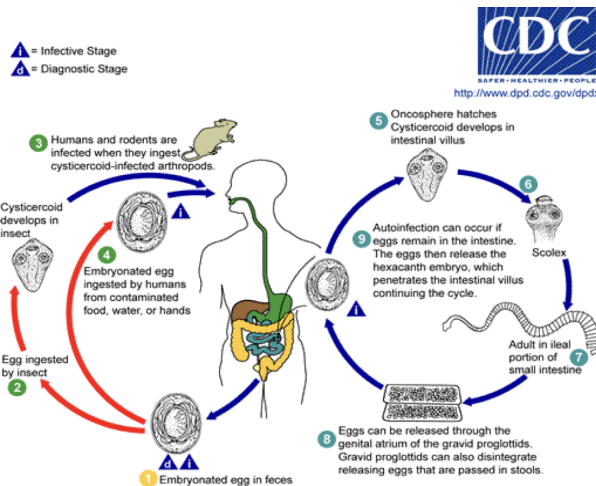 i = Infective Stage
d = Diagnostic Stage
CDC
SAFER • HEALTHIER • PEOPLE
http://www.dpd.cdc.gov/dpdx
3 Humans and rodents are
infected when they ingest
cysticercoid-infected arthropods.
5 Oncosphere hatches
Cysticercoid develops in
intestinal villus
6
Scolex
Cysticercoid
develops in
insect
i
4
Embryonated egg
ingested by humans
from contaminated
food, water, or hands
9 Autoinfection can occur if
eggs remain in the intestine.
The eggs then release the
hexacanth embryo, which
penetrates the intestinal villus
continuing the cycle.
i
Adult in ileal
portion of 7
small intestine
Egg ingested
by insect
2
8 Eggs can be released through the
genital atrium of the gravid proglottids.
Gravid proglottids can also disintegrate
releasing eggs that are passed in stools.
d i
1 Embryonated egg in feces